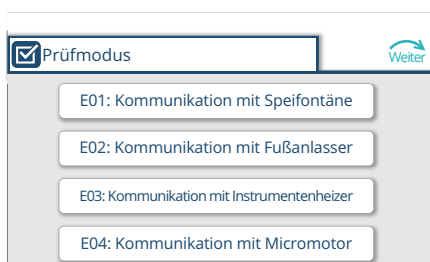 Prüfmodus
Weiter
E01: Kommunikation mit Speifontäne
E02: Kommunikation mit Fußanlasser
E03: Kommunikation mit Instrumentenheizer
E04: Kommunikation mit Micromotor